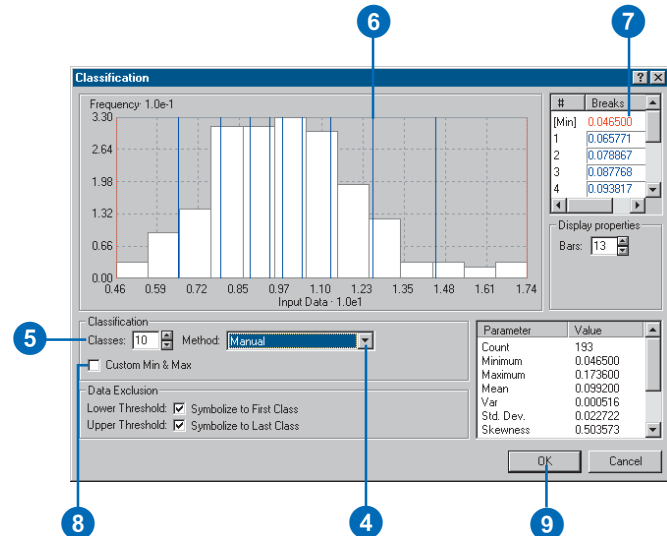 6
7
Classification
? X
Frequency· 1.0e-1
3.30
2.64
1.98
1.32
0.66
0.00
0.46 0.59 0.72 0.85 0.97 1.10 1.23 1.35 1.48 1.61 1.74
Input Data · 1.0e1
# Breaks
[Min] 0.046500
1 0.065771
2 0.078867
3 0.087768
4 0.093817
Display properties
Bars: 13
5
Classification
Classes: 10 Method: Manual
Custom Min & Max
Data Exclusion
Lower Threshold: Symbolize to First Class
Upper Threshold: Symbolize to Last Class
Parameter Value
Count 193
Minimum 0.046500
Maximum 0.173600
Mean 0.099200
Var 0.000516
Std. Dev. 0.022722
Skewness 0.503573
OK Cancel
8
4
9